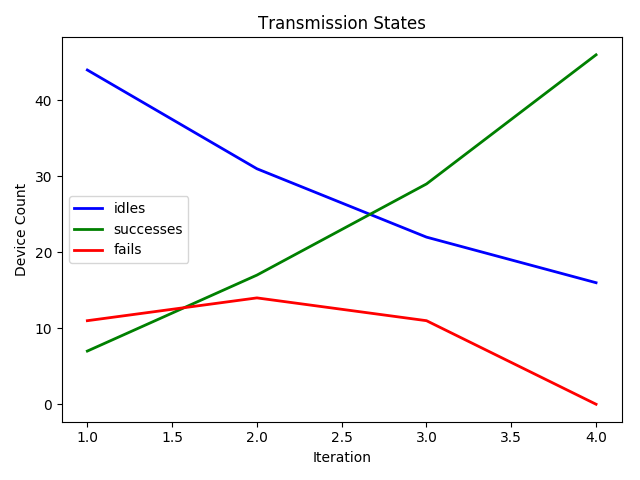 Transmission States
Device Count
40
30
20
10
0
idles
successes
fails
1.0 1.5 2.0 2.5 3.0 3.5 4.0
Iteration